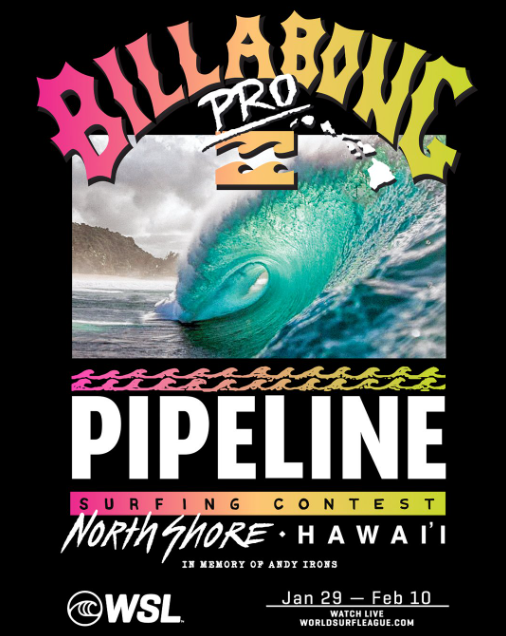 BILLABONG
PRO
PIPELINE
SURFING CONTEST
NORTH SHORE • HAWAI'I
IN MEMORY OF ANDY IRONS
WSL
Jan 29 — Feb 10
WATCH LIVE
WORLDSURFLEAGUE.COM